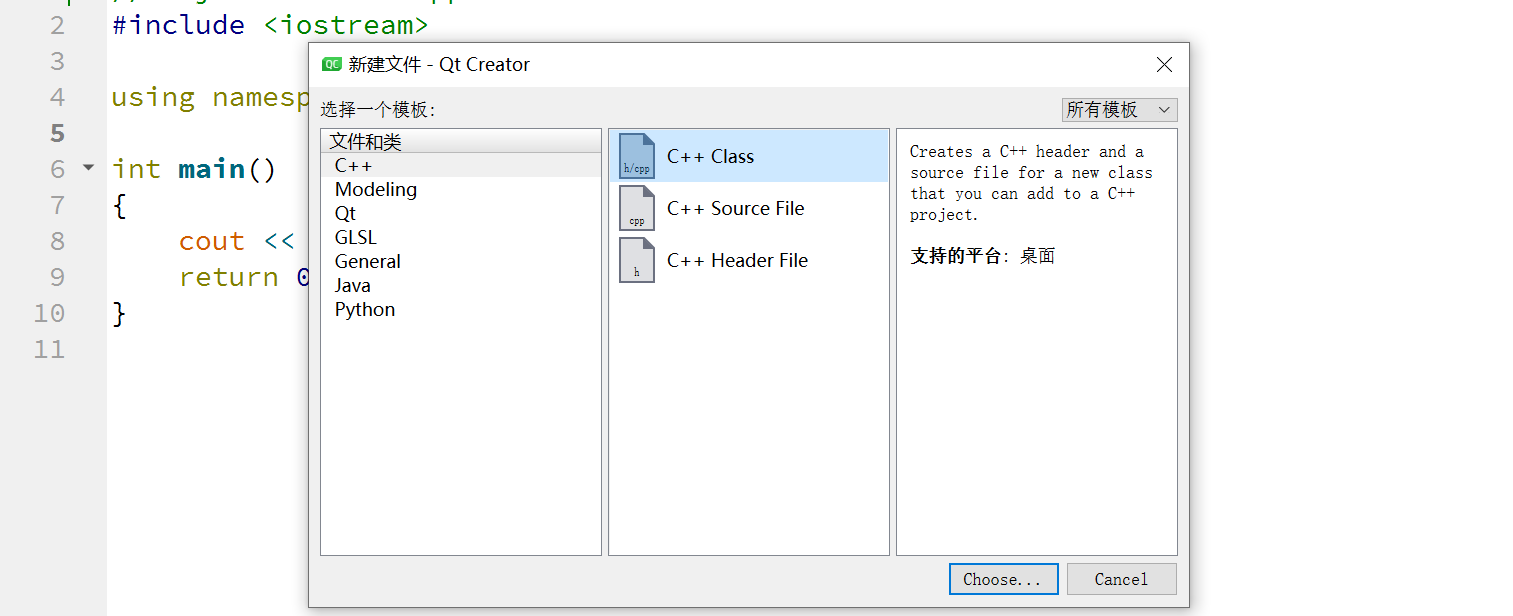 2 #include <iostream>
3
4 using namesp
5
6 int main()
7 {
8 cout <<
9 return 0
10 }
11
QC 新建文件 - Qt Creator
选择一个模板：
所有模板
文件和类
C++
Modeling
Qt
GLSL
General
Java
Python
h/cpp C++ Class
cpp C++ Source File
h C++ Header File
Creates a C++ header and a
source file for a new class
that you can add to a C++
project.
支持的平台：桌面
Choose...
Cancel